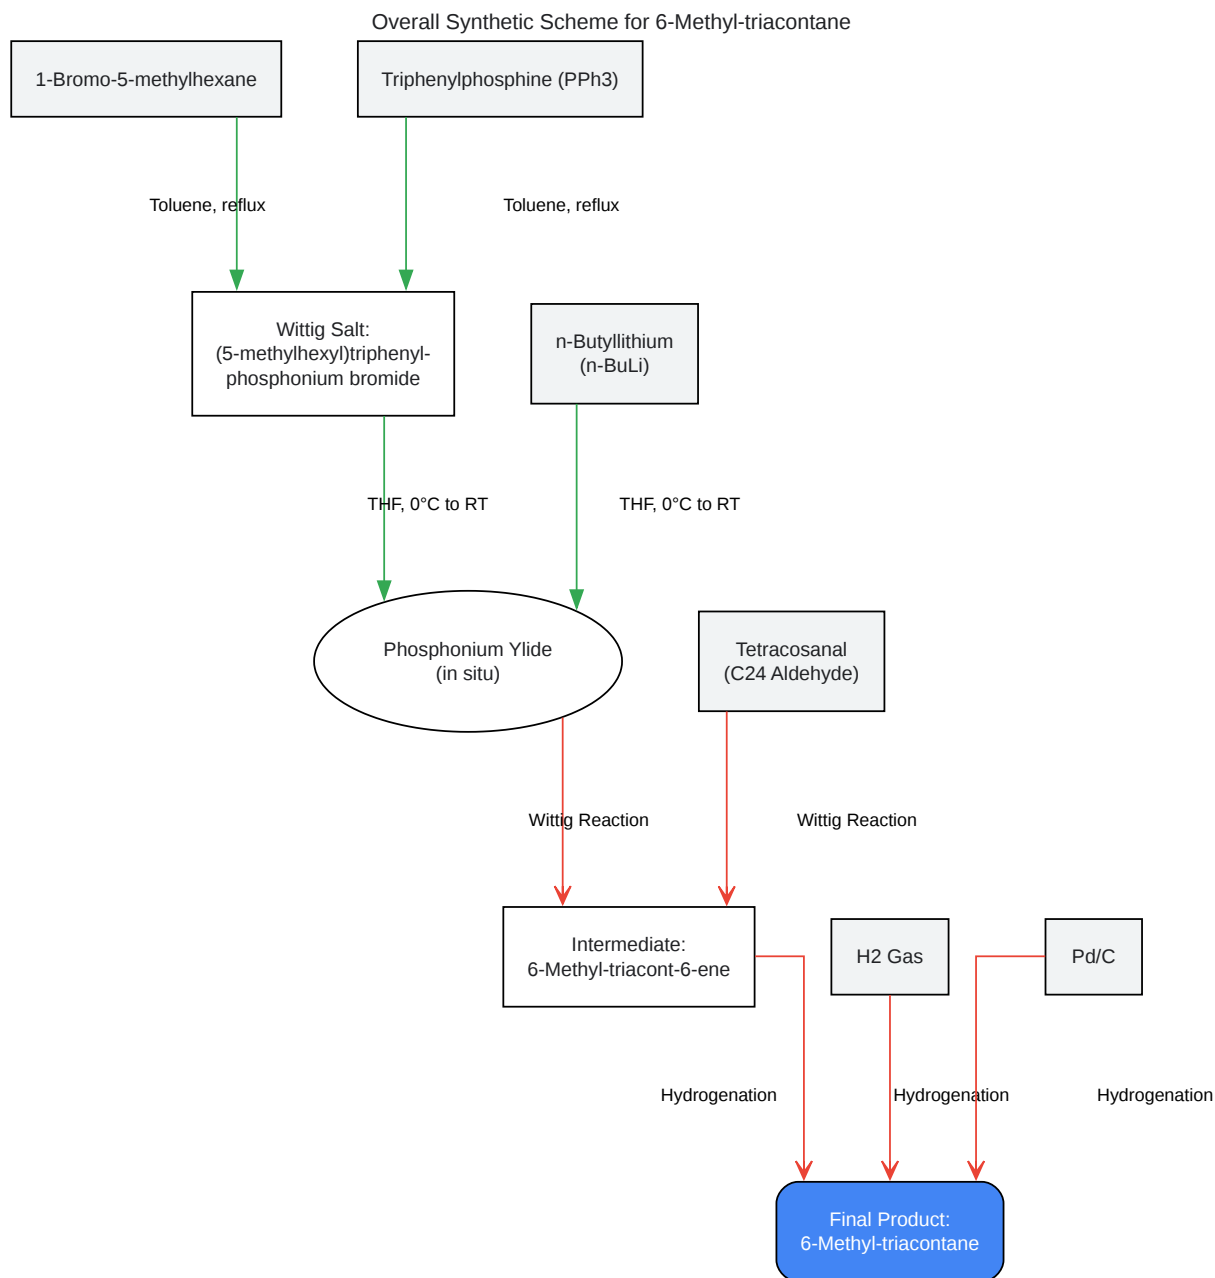 Overall Synthetic Scheme for 6-Methyl-triacontane
1-Bromo-5-methylhexane
Triphenylphosphine (PPh3)
Toluene, reflux
Toluene, reflux
Wittig Salt:
(5-methylhexyl)triphenyl-
phosphonium bromide
n-Butyllithium
(n-BuLi)
THF, 0°C to RT
THF, 0°C to RT
Phosphonium Ylide
(in situ)
Tetracosanal
(C24 Aldehyde)
Wittig Reaction
Wittig Reaction
Intermediate:
6-Methyl-triacont-6-ene
H2 Gas
Pd/C
Hydrogenation
Hydrogenation
Hydrogenation
Final Product:
6-Methyl-triacontane